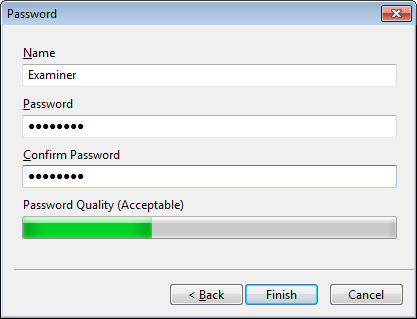 Password
Name
Examiner
Password
●●●●●●●●
Confirm Password
●●●●●●●●
Password Quality (Acceptable)
< Back Finish Cancel